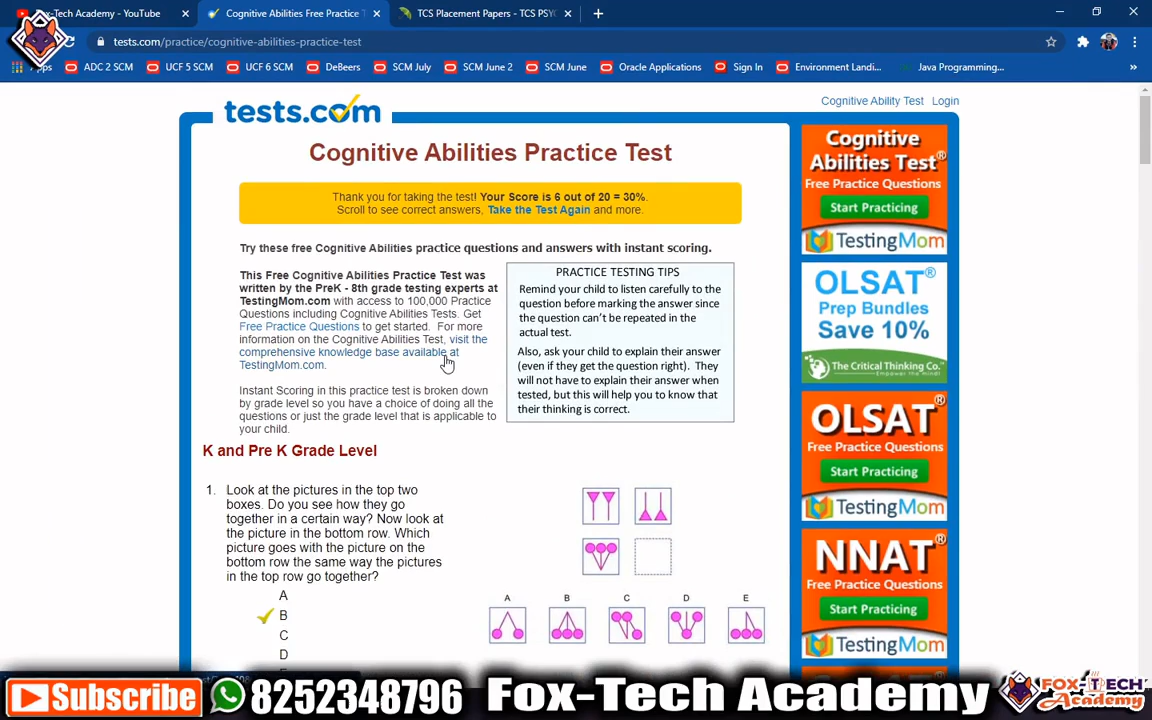 Fox-Tech Academy - YouTube
Cognitive Abilities Free Practice T
TCS Placement Papers - TCS PSY
tests.com/practice/cognitive-abilities-practice-test
Apps
ADC 2 SCM
UCF 5 SCM
UCF 6 SCM
DeBeers
SCM July
SCM June 2
SCM June
Oracle Applications
Sign In
Environment Landi...
Java Programming...
»
tests.com
Cognitive Ability Test
Login
Cognitive Abilities Practice Test
Thank you for taking the test! Your Score is 6 out of 20 = 30%.
Scroll to see correct answers, Take the Test Again and more.
Try these free Cognitive Abilities practice questions and answers with instant scoring.
This Free Cognitive Abilities Practice Test was
written by the PreK - 8th grade testing experts at
TestingMom.com with access to 100,000 Practice
Questions including Cognitive Abilities Tests. Get
Free Practice Questions to get started. For more
information on the Cognitive Abilities Test, visit the
comprehensive knowledge base available at
TestingMom.com.
Instant Scoring in this practice test is broken down
by grade level so you have a choice of doing all the
questions or just the grade level that is applicable to
your child.
PRACTICE TESTING TIPS
Remind your child to listen carefully to the
question before marking the answer since
the question can't be repeated in the
actual test.
Also, ask your child to explain their answer
(even if they get the question right). They
will not have to explain their answer when
tested, but this will help you to know that
their thinking is correct.
K and Pre K Grade Level
1. Look at the pictures in the top two
boxes. Do you see how they go
together in a certain way? Now look at
the picture in the bottom row. Which
picture goes with the picture on the
bottom row the same way the pictures
in the top row go together?
A
B
C
D
A B C D E
Cognitive
Abilities Test®
Free Practice Questions
Start Practicing
TestingMom
OLSAT®
Prep Bundles
Save 10%
The Critical Thinking Co.™
Empower the mind!
OLSAT®
Free Practice Questions
Start Practicing
TestingMom
NNAT®
Free Practice Questions
Start Practicing
TestingMom
Subscribe
8252348796
Fox-Tech Academy
FOX-TECH
Academy